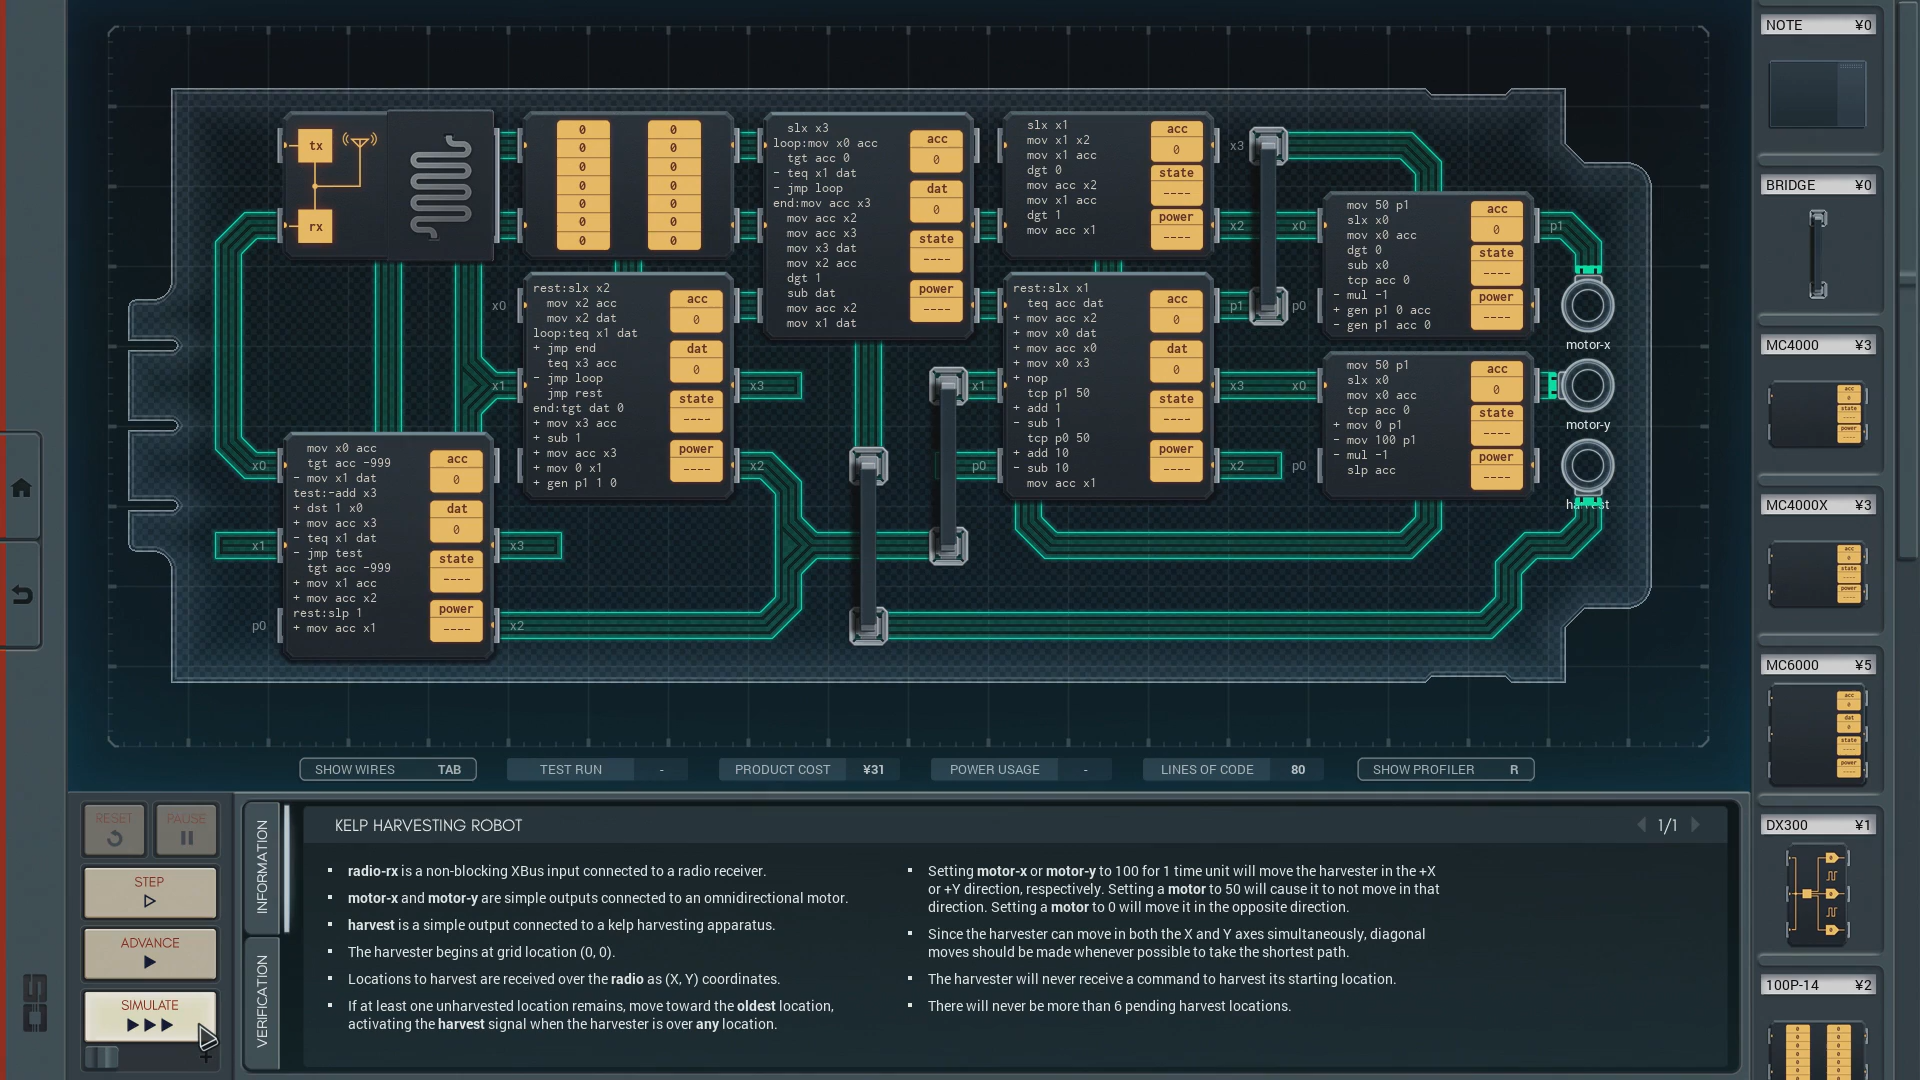 NOTE ¥0
BRIDGE ¥0
MC4000 ¥3
MC4000X ¥3
MC6000 ¥5
DX300 ¥1
100P-14 ¥2
tx
rx
0 0
0 0
0 0
0 0
0 0
0 0
0 0
slx x3
loop:mov x0 acc
tgt acc 0
- teq x1 dat
- jmp loop
end:mov acc x3
mov acc x2
mov acc x3
mov x3 dat
mov x2 acc
dgt 1
sub dat
mov acc x2
mov x1 dat
acc
0
dat
0
state
----
power
----
slx x1
mov x1 x2
mov x1 acc
dgt 0
mov acc x2
mov x1 acc
dgt 1
mov acc x1
acc
0
state
----
power
----
x3
x2
x0
mov 50 p1
slx x0
mov x0 acc
dgt 0
sub x0
tcp acc 0
- mul -1
+ gen p1 0 acc
- gen p1 acc 0
acc
0
state
----
power
----
p1
motor-x
x0
rest:slx x2
mov x2 acc
mov x2 dat
loop:teq x1 dat
+ jmp end
teq x3 acc
- jmp loop
jmp rest
end:tgt dat 0
+ mov x3 acc
+ sub 1
+ mov acc x3
+ mov 0 x1
+ gen p1 1 0
acc
0
dat
0
state
----
power
----
x1
x3
x2
rest:slx x1
teq acc dat
+ mov acc x2
+ mov x0 dat
+ mov acc x0
+ mov x0 x3
+ nop
tcp p1 50
+ add 1
- sub 1
tcp p0 50
+ add 10
- sub 10
mov acc x1
acc
0
dat
0
state
----
power
----
p1
p0
x1
x3
x0
p0
x2
p0
mov 50 p1
slx x0
mov x0 acc
tcp acc 0
+ mov 0 p1
- mov 100 p1
- mul -1
slp acc
acc
0
state
----
power
----
motor-y
x0
x1
p0
mov x0 acc
tgt acc -999
- mov x1 dat
test:-add x3
+ dst 1 x0
+ mov acc x3
- teq x1 dat
- jmp test
tgt acc -999
+ mov x1 acc
+ mov acc x2
rest:slp 1
+ mov acc x1
acc
0
dat
0
state
----
power
----
x3
x2
SHOW WIRES TAB
TEST RUN -
PRODUCT COST ¥31
POWER USAGE -
LINES OF CODE 80
SHOW PROFILER R
RESET
PAUSE
STEP
ADVANCE
SIMULATE
INFORMATION
VERIFICATION
KELP HARVESTING ROBOT
1/1
radio-rx is a non-blocking XBus input connected to a radio receiver.
motor-x and motor-y are simple outputs connected to an omnidirectional motor.
harvest is a simple output connected to a kelp harvesting apparatus.
The harvester begins at grid location (0, 0).
Locations to harvest are received over the radio as (X, Y) coordinates.
If at least one unharvested location remains, move toward the oldest location,
activating the harvest signal when the harvester is over any location.
Setting motor-x or motor-y to 100 for 1 time unit will move the harvester in the +X
or +Y direction, respectively. Setting a motor to 50 will cause it to not move in that
direction. Setting a motor to 0 will move it in the opposite direction.
Since the harvester can move in both the X and Y axes simultaneously, diagonal
moves should be made whenever possible to take the shortest path.
The harvester will never receive a command to harvest its starting location.
There will never be more than 6 pending harvest locations.